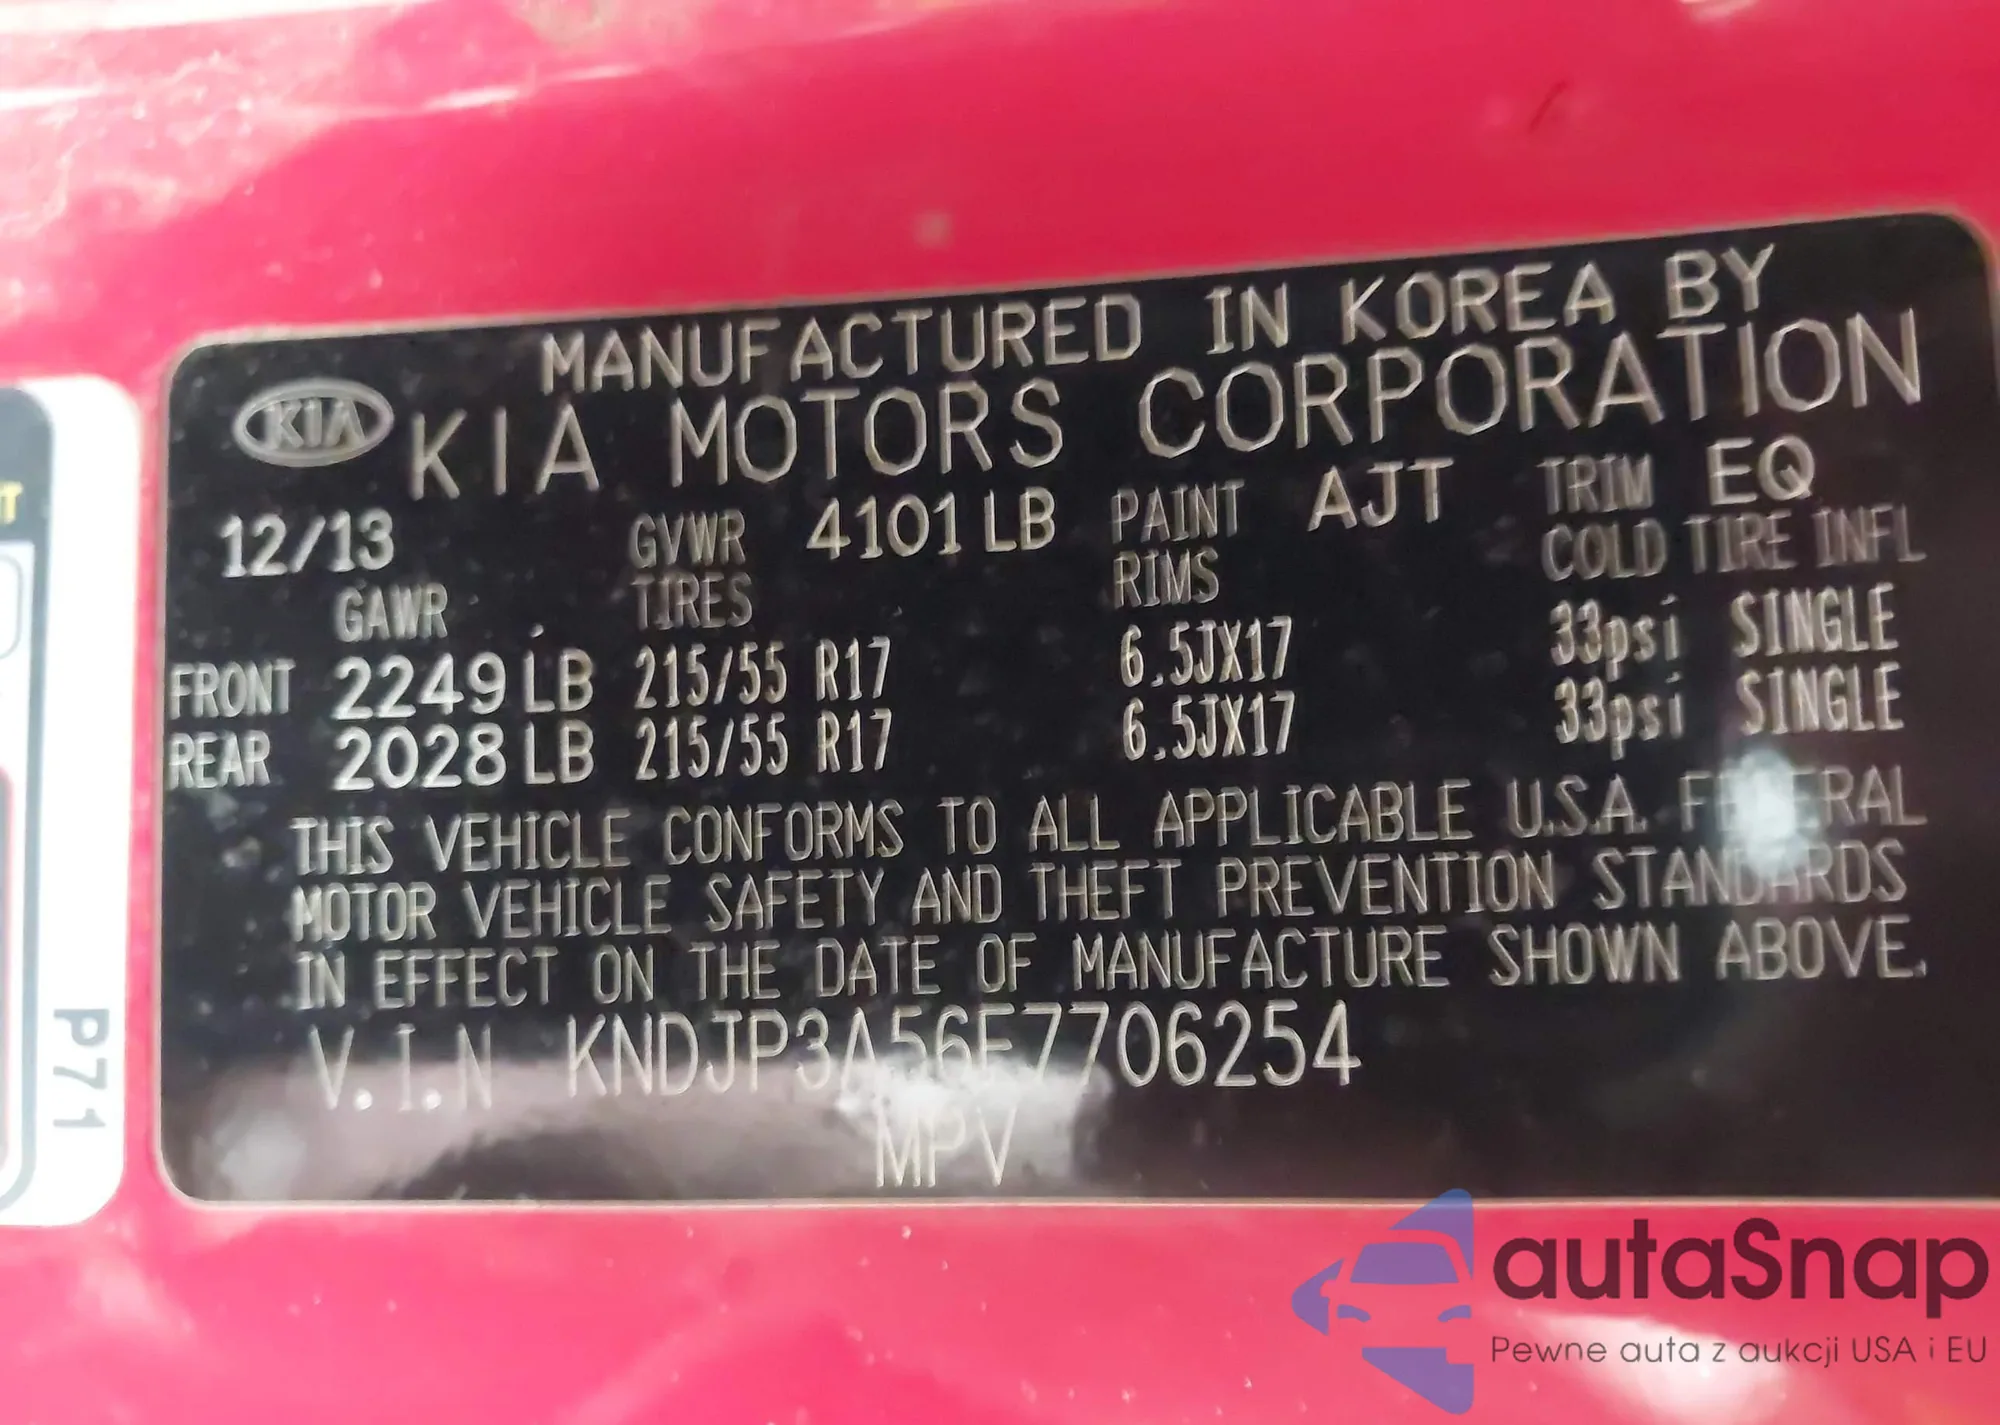 MANUFACTURED IN KOREA BY
KIA KIA MOTORS CORPORATION
12/13 GVWR 4101 LB PAINT AJT TRIM EQ
GAWR TIRES RIMS COLD TIRE INFL
FRONT 2249 LB 215/55 R17 6.5JX17 33psi SINGLE
REAR 2028 LB 215/55 R17 6.5JX17 33psi SINGLE
THIS VEHICLE CONFORMS TO ALL APPLICABLE U.S.A. FEDERAL
MOTOR VEHICLE SAFETY AND THEFT PREVENTION STANDARDS
IN EFFECT ON THE DATE OF MANUFACTURE SHOWN ABOVE.
V.I.N KNDJP3A56E7706254
MPV
P71
autaSnap
Pewne auta z aukcji USA i EU